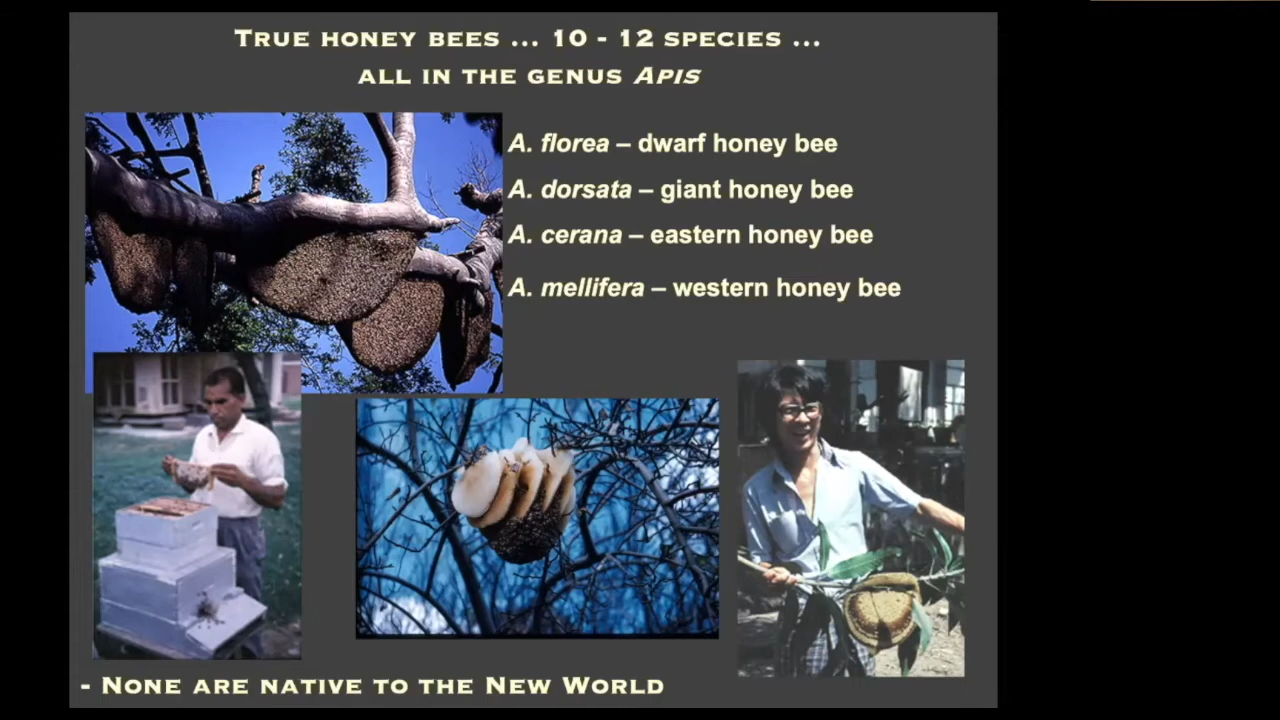 TRUE HONEY BEES ... 10 - 12 SPECIES ...
ALL IN THE GENUS APIS
A. florea – dwarf honey bee
A. dorsata – giant honey bee
A. cerana – eastern honey bee
A. mellifera – western honey bee
- NONE ARE NATIVE TO THE NEW WORLD